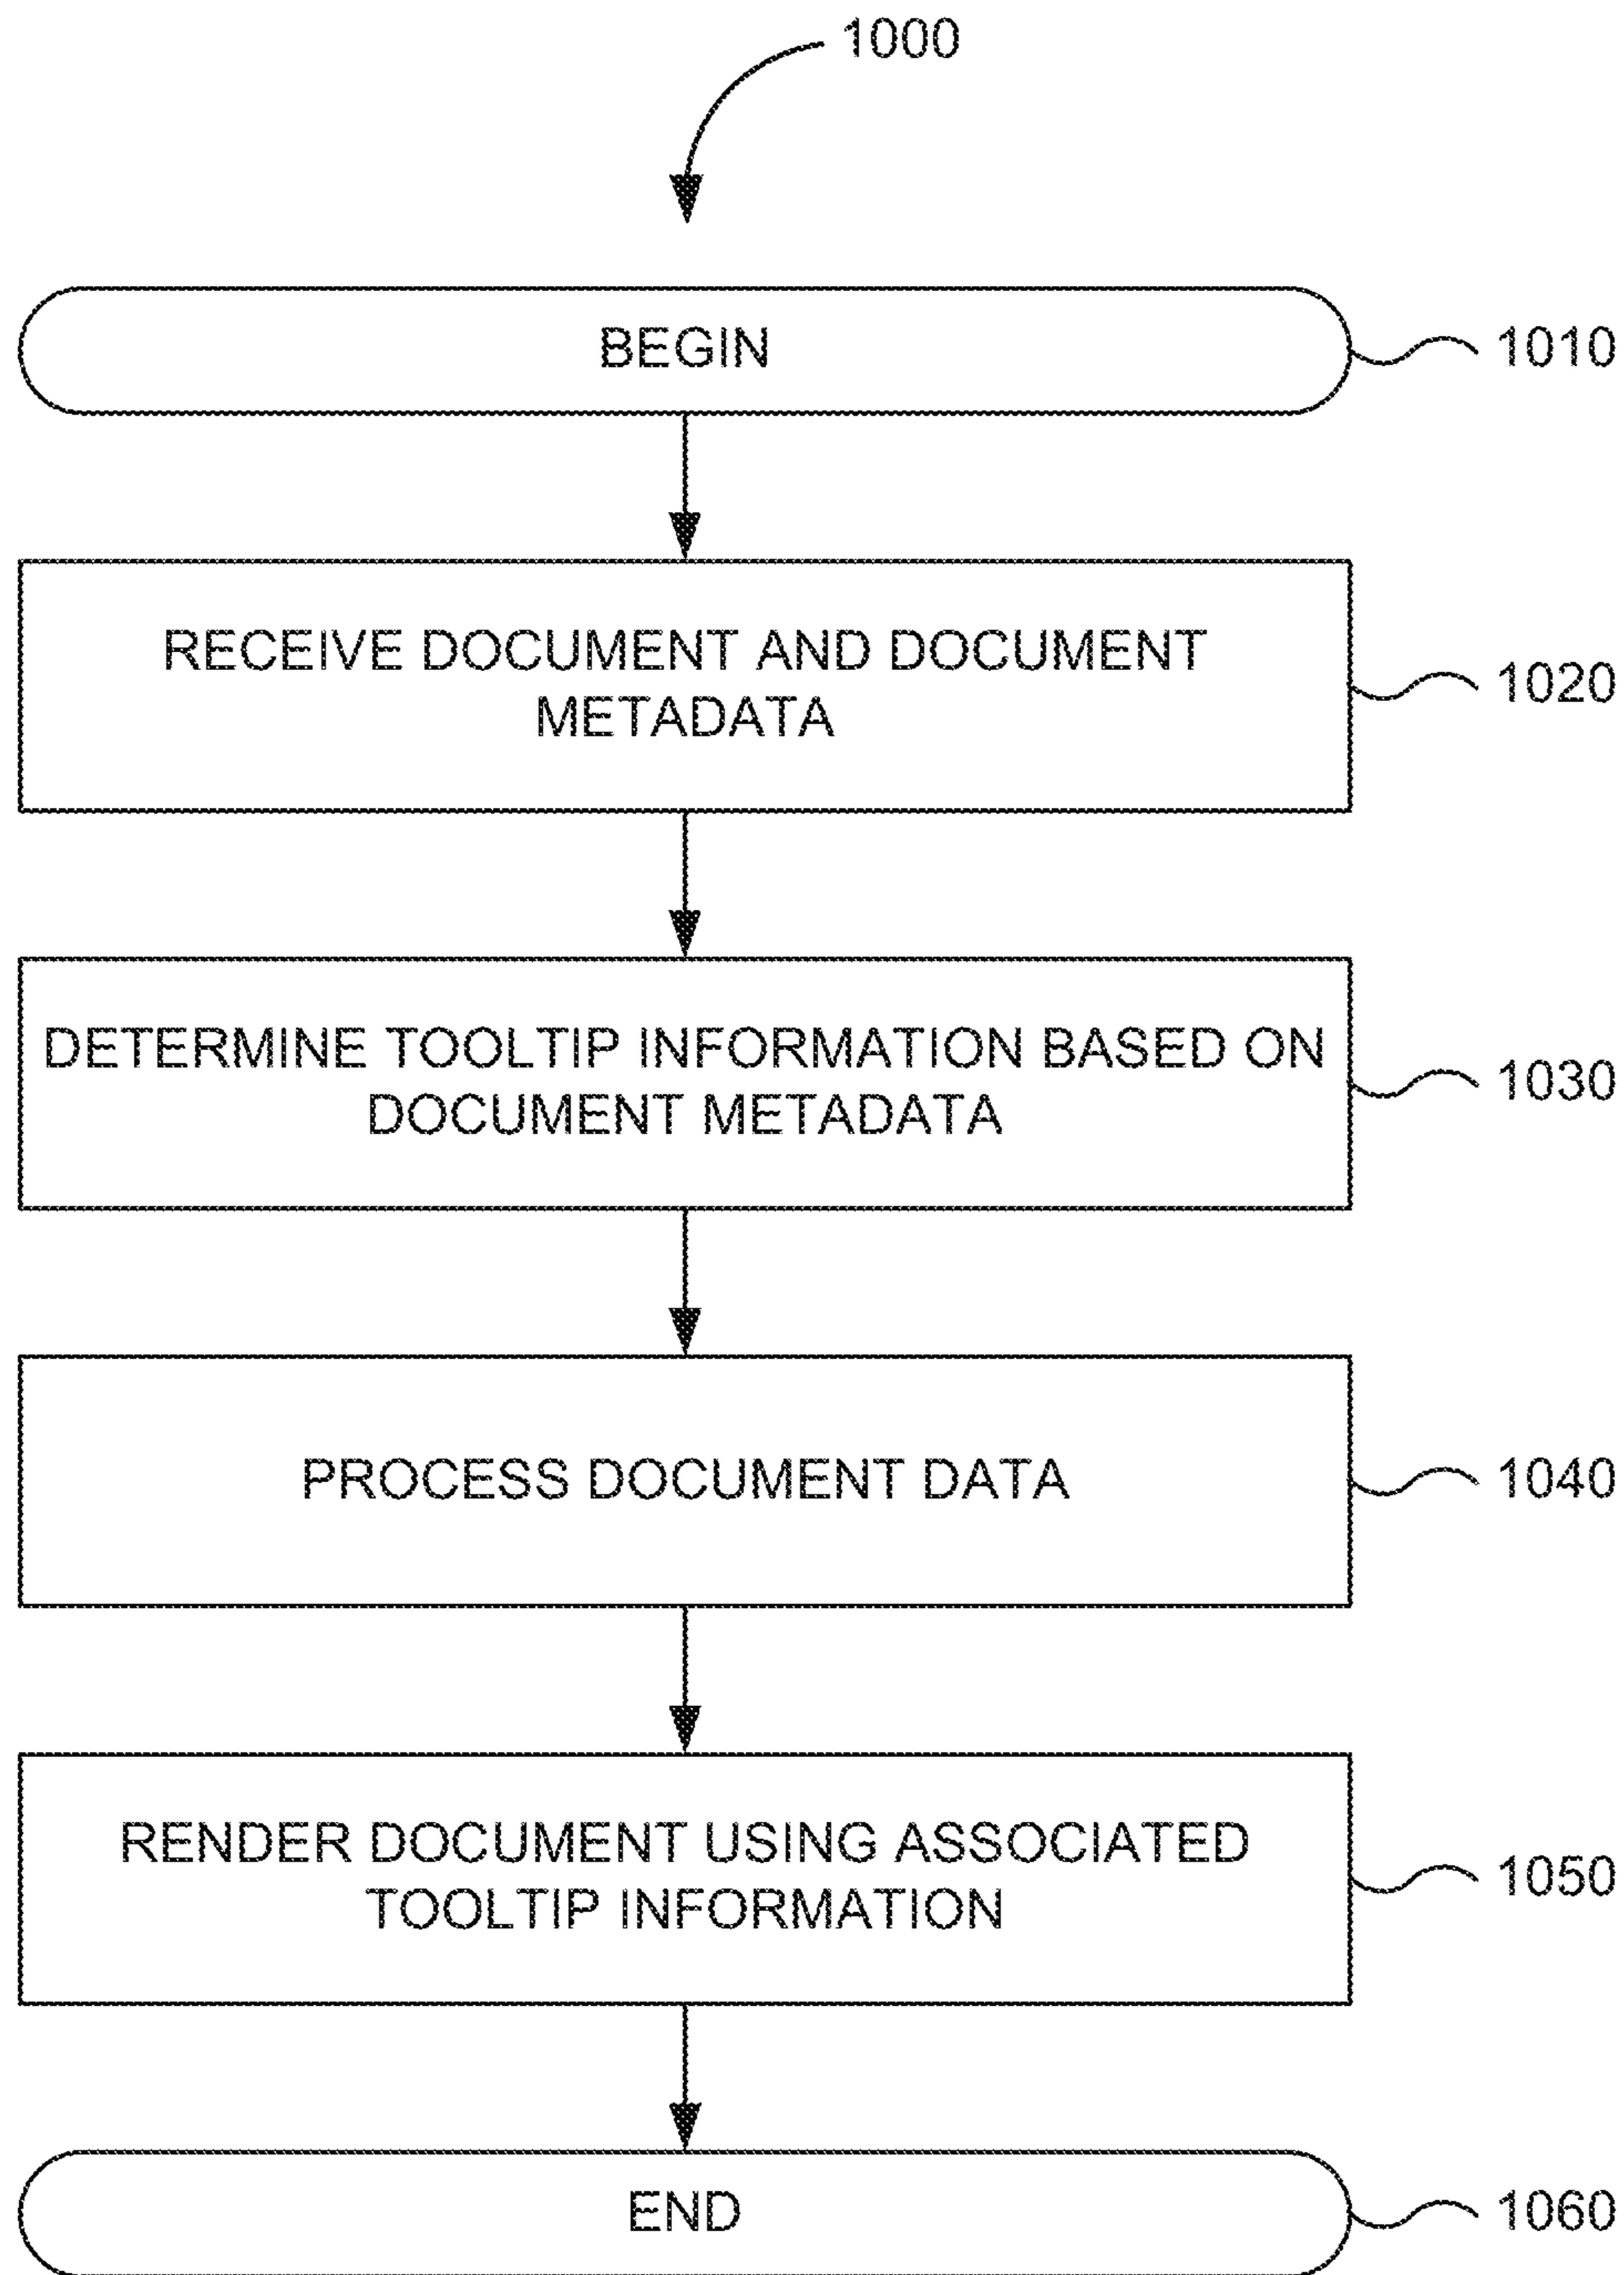 1000
BEGIN
1010
RECEIVE DOCUMENT AND DOCUMENT
METADATA
1020
DETERMINE TOOLTIP INFORMATION BASED ON
DOCUMENT METADATA
1030
PROCESS DOCUMENT DATA
1040
RENDER DOCUMENT USING ASSOCIATED
TOOLTIP INFORMATION
1050
END
1060